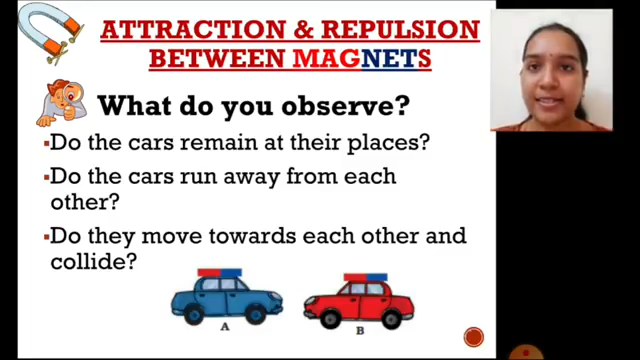 ATTRACTION & REPULSION
BETWEEN MAGNETS
What do you observe?
▪Do the cars remain at their places?
▪Do the cars run away from each
other?
▪Do they move towards each other and
collide?
A
B